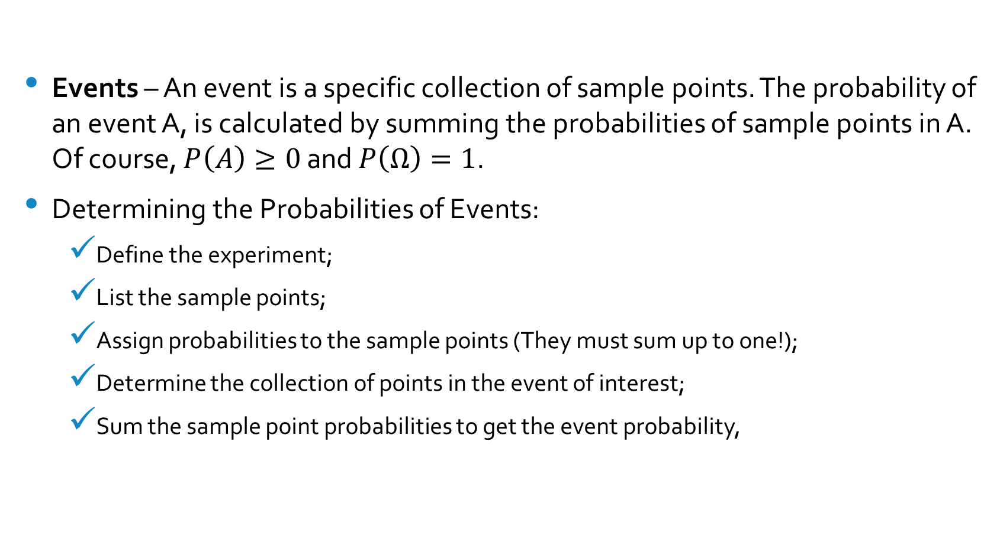 • Events – An event is a specific collection of sample points. The probability of
an event A, is calculated by summing the probabilities of sample points in A.
Of course, P(A) ≥ 0 and P(Ω) = 1.
• Determining the Probabilities of Events:
✓Define the experiment;
✓List the sample points;
✓Assign probabilities to the sample points (They must sum up to one!);
✓Determine the collection of points in the event of interest;
✓Sum the sample point probabilities to get the event probability,